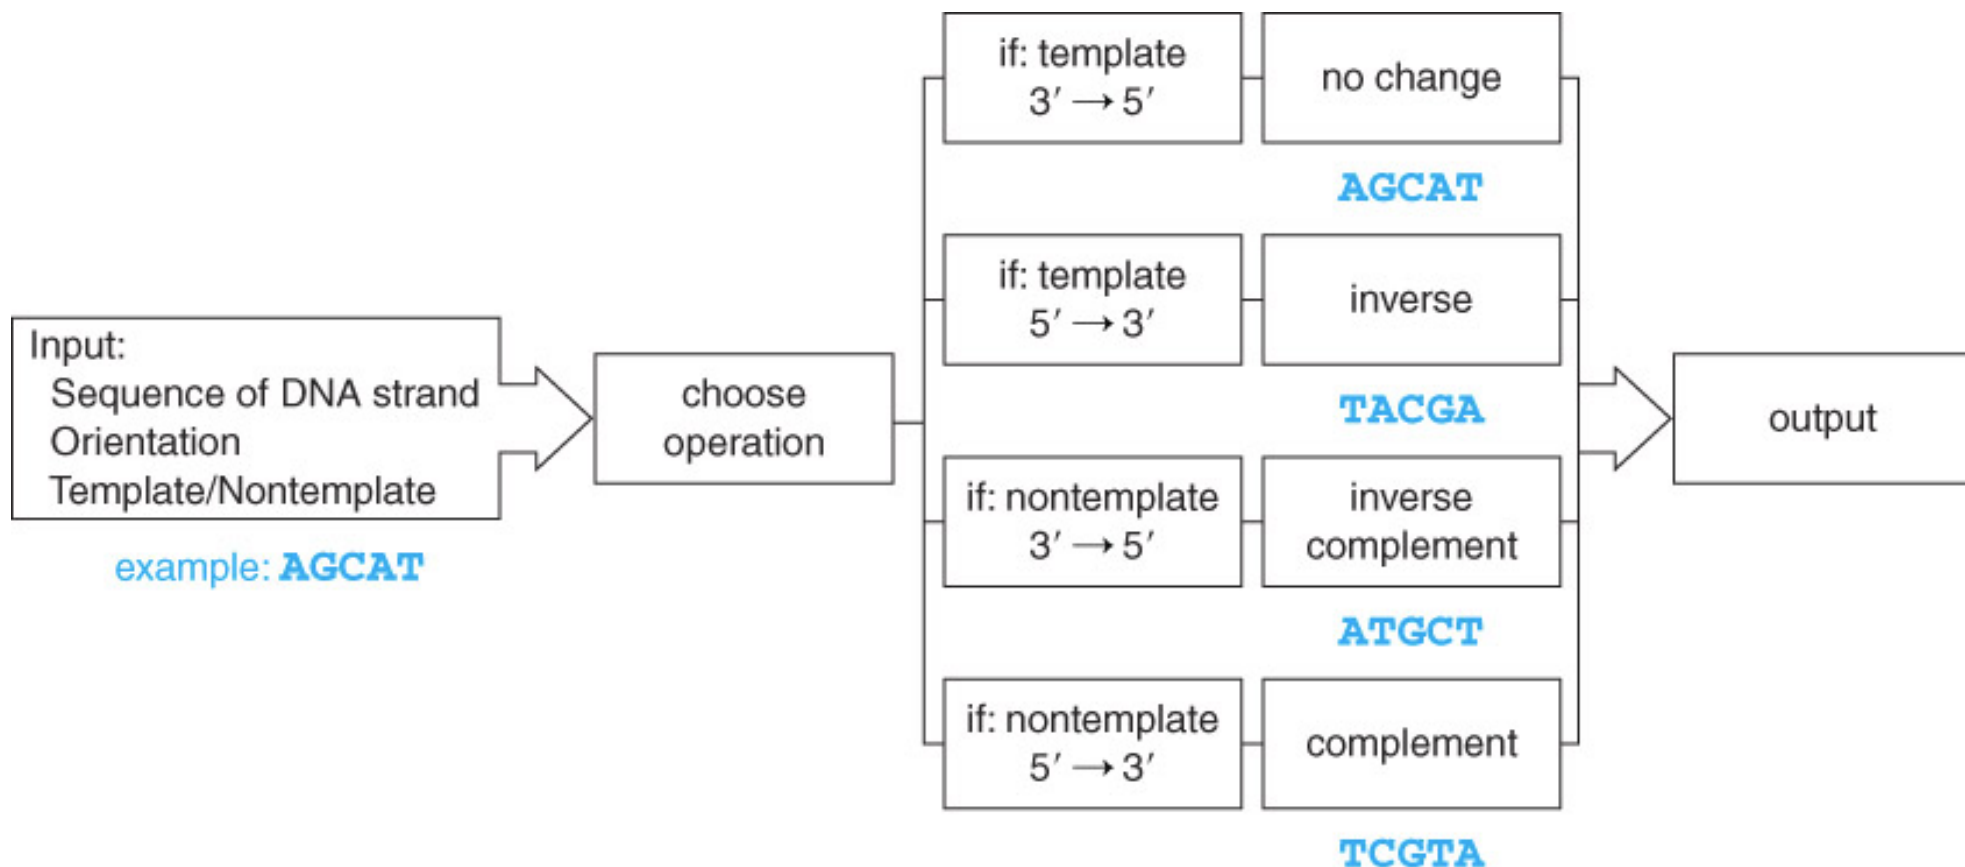 Input:
Sequence of DNA strand
Orientation
Template/Nontemplate
example: AGCAT
choose
operation
if: template
3′ → 5′
no change
AGCAT
if: template
5′ → 3′
inverse
TACGA
if: nontemplate
3′ → 5′
inverse
complement
ATGCT
if: nontemplate
5′ → 3′
complement
TCGTA
output